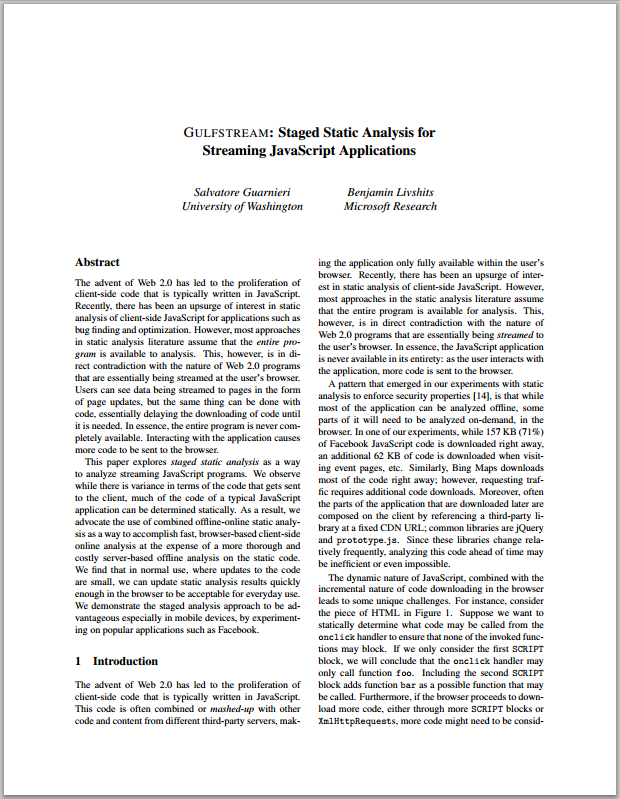 GULFSTREAM: Staged Static Analysis for
Streaming JavaScript Applications
Salvatore Guarnieri
University of Washington
Benjamin Livshits
Microsoft Research
Abstract
The advent of Web 2.0 has led to the proliferation of
client-side code that is typically written in JavaScript.
Recently, there has been an upsurge of interest in static
analysis of client-side JavaScript for applications such as
bug finding and optimization. However, most approaches
in static analysis literature assume that the entire pro-
gram is available to analysis. This, however, is in di-
rect contradiction with the nature of Web 2.0 programs
that are essentially being streamed at the user's browser.
Users can see data being streamed to pages in the form
of page updates, but the same thing can be done with
code, essentially delaying the downloading of code until
it is needed. In essence, the entire program is never com-
pletely available. Interacting with the application causes
more code to be sent to the browser.
This paper explores staged static analysis as a way
to analyze streaming JavaScript programs. We observe
while there is variance in terms of the code that gets sent
to the client, much of the code of a typical JavaScript
application can be determined statically. As a result, we
advocate the use of combined offline-online static analy-
sis as a way to accomplish fast, browser-based client-side
online analysis at the expense of a more thorough and
costly server-based offline analysis on the static code.
We find that in normal use, where updates to the code
are small, we can update static analysis results quickly
enough in the browser to be acceptable for everyday use.
We demonstrate the staged analysis approach to be ad-
vantageous especially in mobile devices, by experiment-
ing on popular applications such as Facebook.
1 Introduction
The advent of Web 2.0 has led to the proliferation of
client-side code that is typically written in JavaScript.
This code is often combined or mashed-up with other
code and content from different third-party servers, mak-
ing the application only fully available within the user's
browser. Recently, there has been an upsurge of inter-
est in static analysis of client-side JavaScript. However,
most approaches in the static analysis literature assume
that the entire program is available for analysis. This,
however, is in direct contradiction with the nature of
Web 2.0 programs that are essentially being streamed to
the user's browser. In essence, the JavaScript application
is never available in its entirety: as the user interacts with
the application, more code is sent to the browser.
A pattern that emerged in our experiments with static
analysis to enforce security properties [14], is that while
most of the application can be analyzed offline, some
parts of it will need to be analyzed on-demand, in the
browser. In one of our experiments, while 157 KB (71%)
of Facebook JavaScript code is downloaded right away,
an additional 62 KB of code is downloaded when visit-
ing event pages, etc. Similarly, Bing Maps downloads
most of the code right away; however, requesting traf-
fic requires additional code downloads. Moreover, often
the parts of the application that are downloaded later are
composed on the client by referencing a third-party li-
brary at a fixed CDN URL; common libraries are jQuery
and prototype.js. Since these libraries change rela-
tively frequently, analyzing this code ahead of time may
be inefficient or even impossible.
The dynamic nature of JavaScript, combined with the
incremental nature of code downloading in the browser
leads to some unique challenges. For instance, consider
the piece of HTML in Figure 1. Suppose we want to
statically determine what code may be called from the
onclick handler to ensure that none of the invoked func-
tions may block. If we only consider the first SCRIPT
block, we will conclude that the onclick handler may
only call function foo. Including the second SCRIPT
block adds function bar as a possible function that may
be called. Furthermore, if the browser proceeds to down-
load more code, either through more SCRIPT blocks or
XmlHttpRequests, more code might need to be consid-